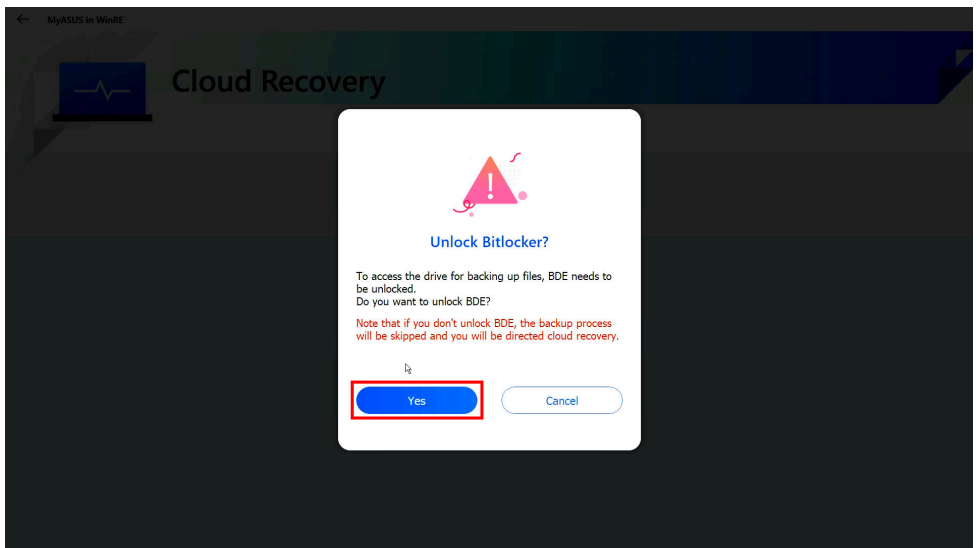 MyASUS in WinRE
Cloud Recovery
Unlock Bitlocker?
To access the drive for backing up files, BDE needs to
be unlocked.
Do you want to unlock BDE?
Note that if you don't unlock BDE, the backup process
will be skipped and you will be directed cloud recovery.
Yes
Cancel